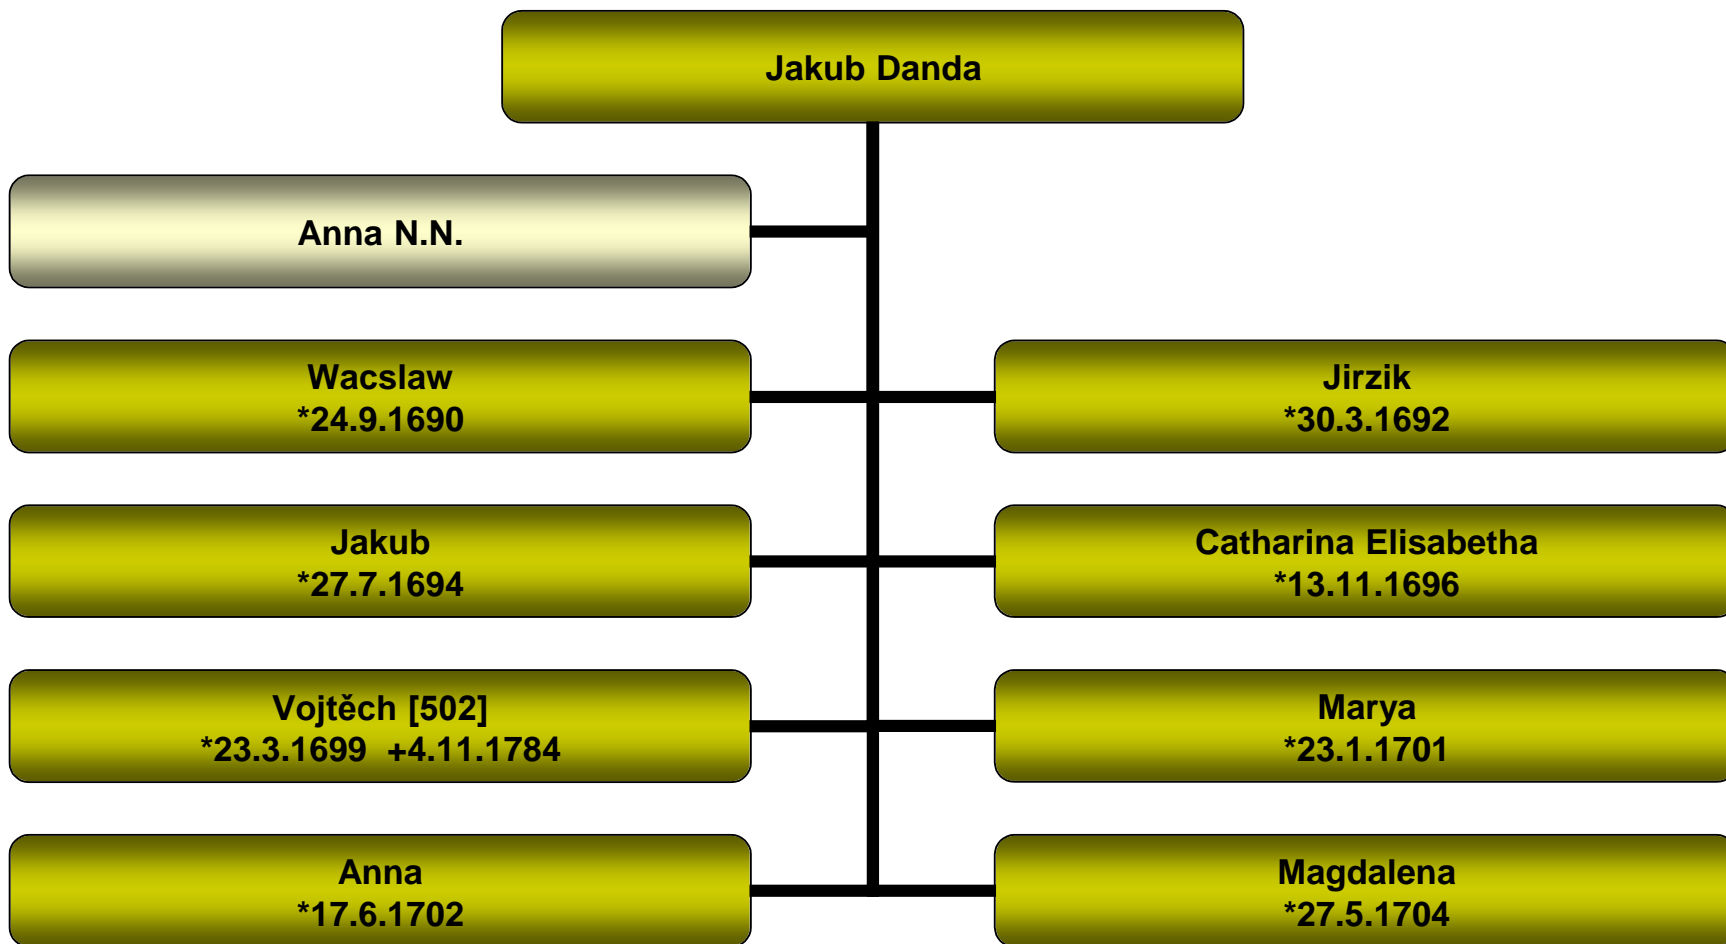 Jakub Danda
Anna N.N.
Wacslaw
*24.9.1690
Jirzik
*30.3.1692
Jakub
*27.7.1694
Catharina Elisabetha
*13.11.1696
Vojtěch [502]
*23.3.1699  +4.11.1784
Marya
*23.1.1701
Anna
*17.6.1702
Magdalena
*27.5.1704